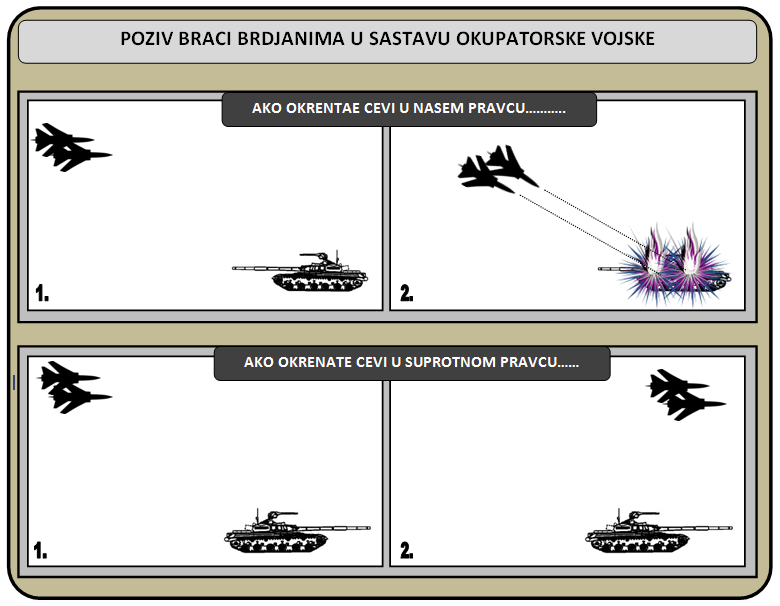 POZIV BRACI BRDJANIMA U SASTAVU OKUPATORSKE VOJSKE
AKO OKRENTAE CEVI U NASEM PRAVCU...........
1.
2.
AKO OKRENATE CEVI U SUPROTNOM PRAVCU......
1.
2.